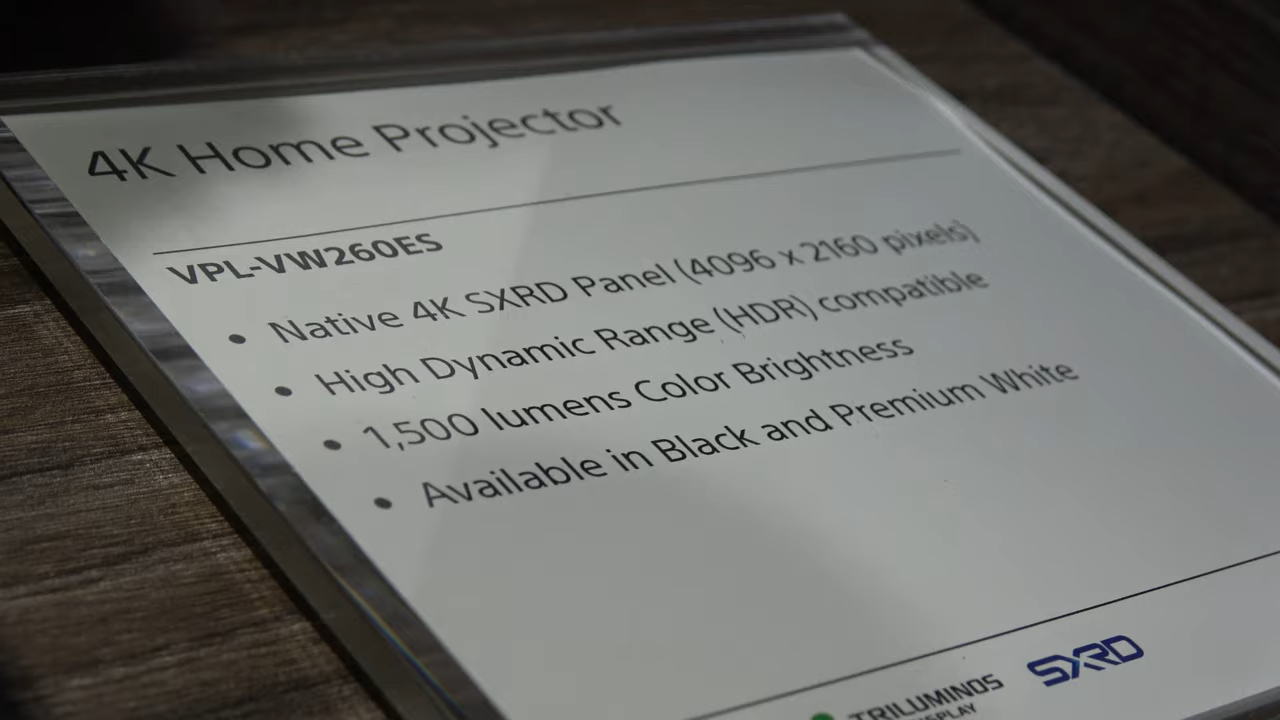 4K Home Projector
VPL-VW260ES
• Native 4K SXRD Panel (4096 x 2160 pixels)
• High Dynamic Range (HDR) compatible
• 1,500 lumens Color Brightness
• Available in Black and Premium White
TRILUMINOS
DISPLAY
SXRD